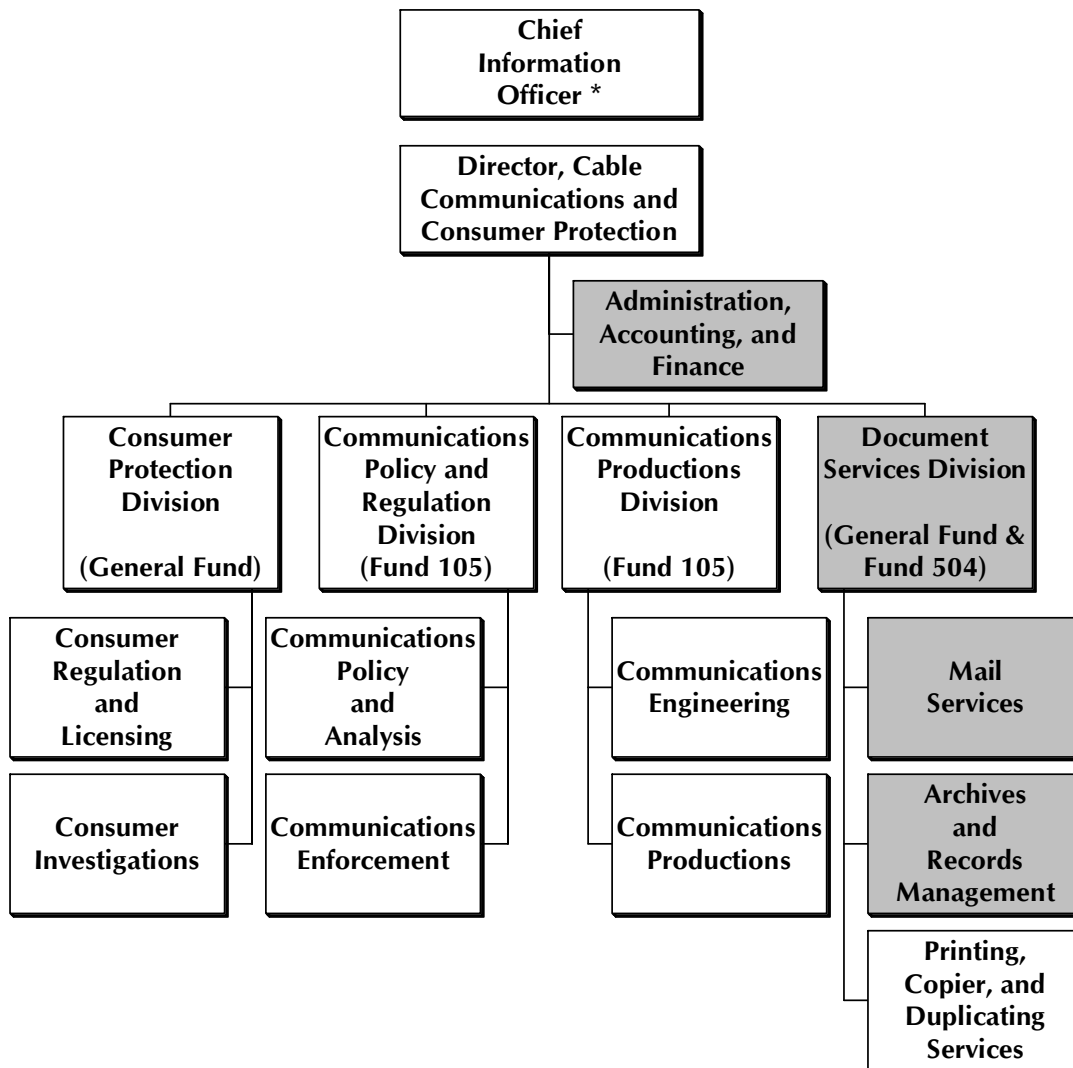 Chief
Information
Officer *
Director, Cable
Communications and
Consumer Protection
Administration,
Accounting, and
Finance
Consumer
Protection
Division
(General Fund)
Communications
Policy and
Regulation
Division
(Fund 105)
Communications
Productions
Division
(Fund 105)
Document
Services Division
(General Fund &
Fund 504)
Consumer
Regulation
and
Licensing
Communications
Policy
and
Analysis
Communications
Engineering
Mail
Services
Consumer
Investigations
Communications
Enforcement
Communications
Productions
Archives
and
Records
Management
Printing,
Copier, and
Duplicating
Services